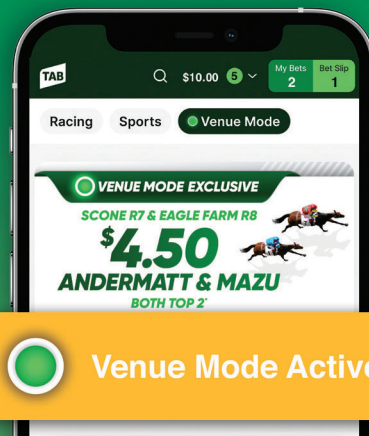 TAB
$10.00 5
My Bets
2
Bet Slip
1
Racing Sports Venue Mode
VENUE MODE EXCLUSIVE
SCONE R7 & EAGLE FARM R8
$4.50
ANDERMATT & MAZU
BOTH TOP 2*
Venue Mode Active